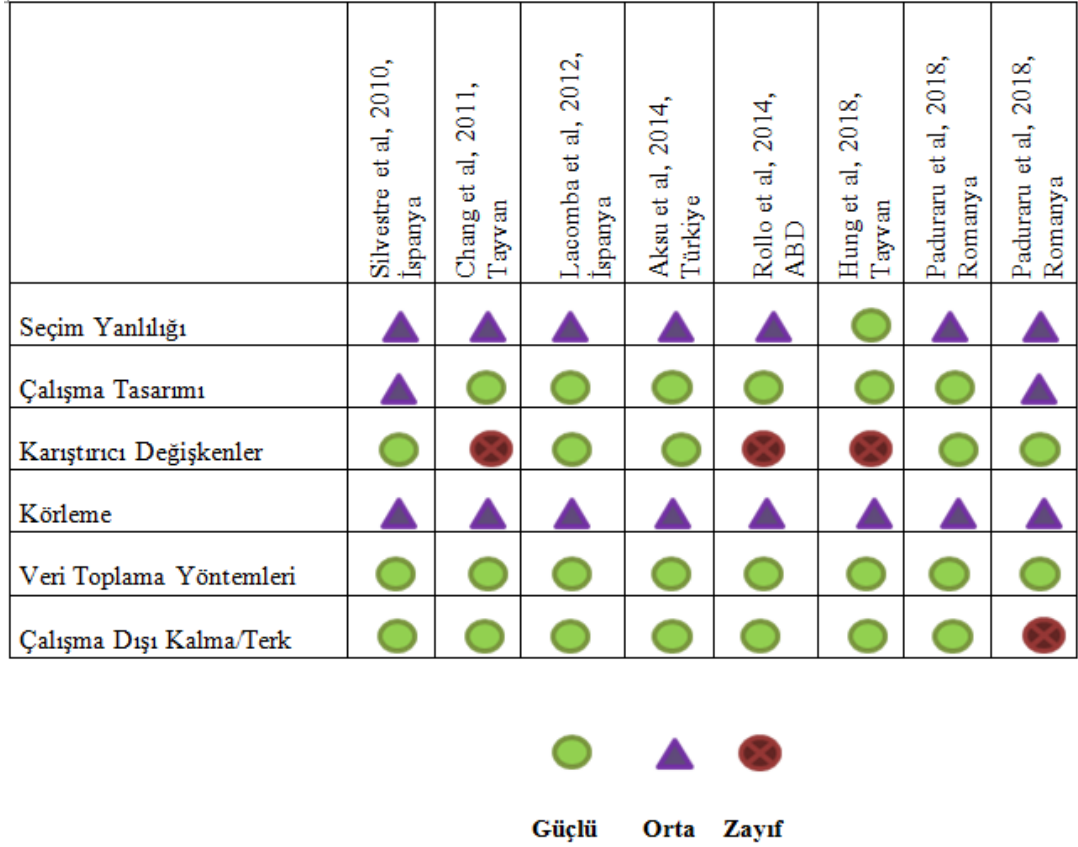 Silvestre et al, 2010,
İspanya
Chang et al, 2011,
Tayvan
Lacomba et al, 2012,
İspanya
Aksu et al, 2014,
Türkiye
Rollo et al, 2014,
ABD
Hung et al, 2018,
Tayvan
Paduraru et al, 2018,
Romanya
Paduraru et al, 2018,
Romanya
Seçim Yanlılığı
Çalışma Tasarımı
Karıştırıcı Değişkenler
Körleme
Veri Toplama Yöntemleri
Çalışma Dışı Kalma/Terk
Güçlü Orta Zayıf